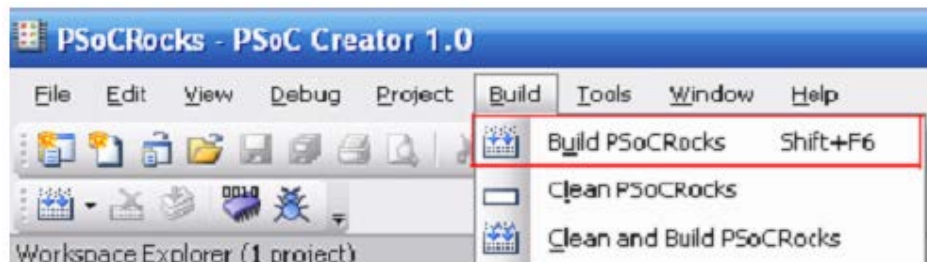 PSoCRocks - PSoC Creator 1.0
File Edit View Debug Project Build Tools Window Help
Build PSoCRocks Shift+F6
0010
Clean PSoCRocks
Clean and Build PSoCRocks
Workspace Explorer (1 project)